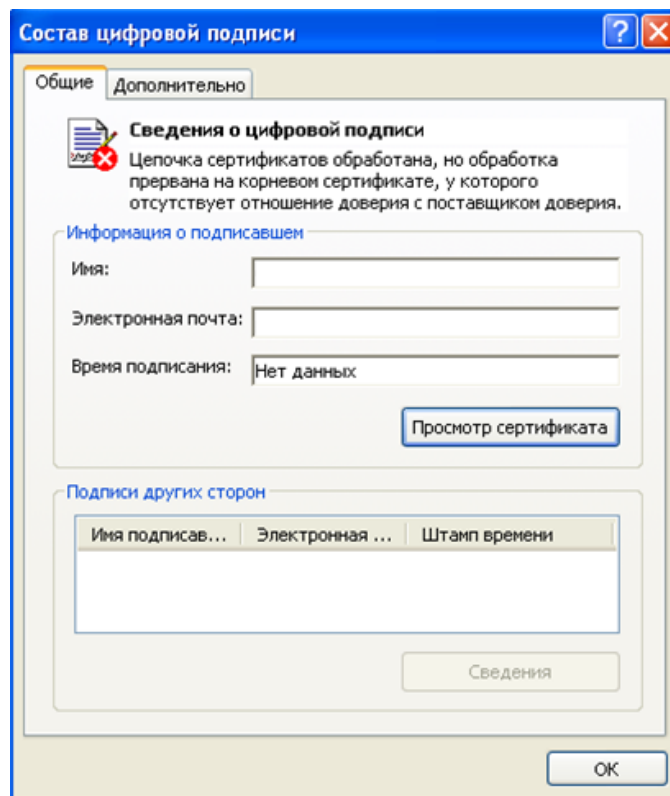 Состав цифровой подписи
Общие
Дополнительно
Сведения о цифровой подписи
Цепочка сертификатов обработана, но обработка
прервана на корневом сертификате, у которого
отсутствует отношение доверия с поставщиком доверия.
Информация о подписавшем
Имя:
Электронная почта:
Время подписания:
Нет данных
Просмотр сертификата
Подписи других сторон
Имя подписав...
Электронная ...
Штамп времени
Сведения
ОК